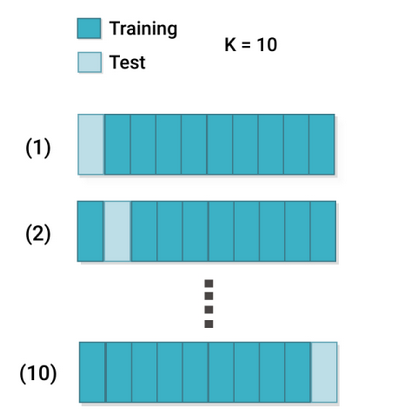 Training
K = 10
Test
(1)
(2)
(10)